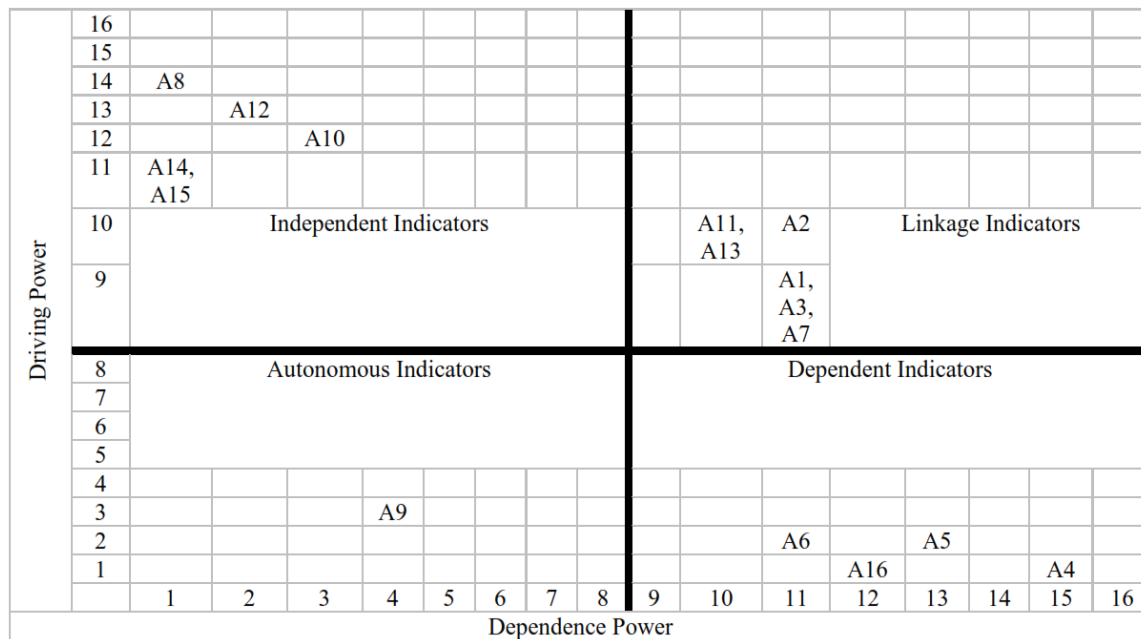 Driving Power
16
15
14 A8
13 A12
12 A10
11 A14,
A15
10 Independent Indicators A11, A2 Linkage Indicators
A13
9 A1,
A3,
A7
8 Autonomous Indicators Dependent Indicators
7
6
5
4
3 A9
2 A6 A5
1 A16 A4
1 2 3 4 5 6 7 8 9 10 11 12 13 14 15 16
Dependence Power